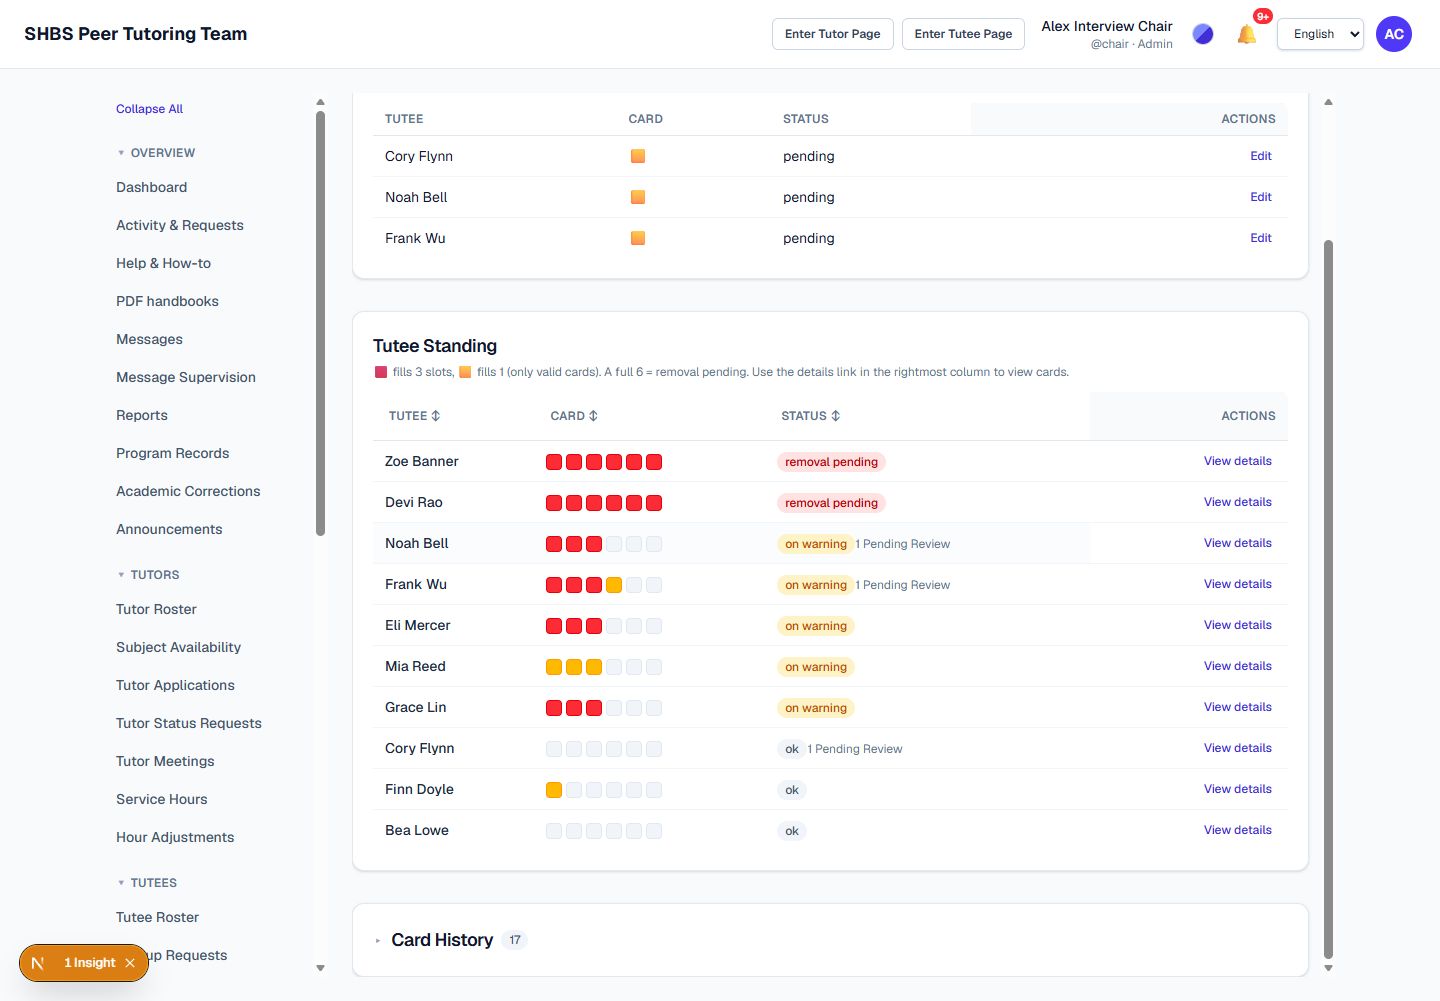 SHBS Peer Tutoring Team
Enter Tutor Page
Enter Tutee Page
Alex Interview Chair
@chair · Admin
9+
English
AC
Collapse All
OVERVIEW
Dashboard
Activity & Requests
Help & How-to
PDF handbooks
Messages
Message Supervision
Reports
Program Records
Academic Corrections
Announcements
TUTORS
Tutor Roster
Subject Availability
Tutor Applications
Tutor Status Requests
Tutor Meetings
Service Hours
Hour Adjustments
TUTEES
Tutee Roster
up Requests
1 Insight
TUTEE CARD STATUS ACTIONS
Cory Flynn pending Edit
Noah Bell pending Edit
Frank Wu pending Edit
Tutee Standing
fills 3 slots, fills 1 (only valid cards). A full 6 = removal pending. Use the details link in the rightmost column to view cards.
TUTEE CARD STATUS ACTIONS
Zoe Banner removal pending View details
Devi Rao removal pending View details
Noah Bell on warning 1 Pending Review View details
Frank Wu on warning 1 Pending Review View details
Eli Mercer on warning View details
Mia Reed on warning View details
Grace Lin on warning View details
Cory Flynn ok 1 Pending Review View details
Finn Doyle ok View details
Bea Lowe ok View details
Card History 17